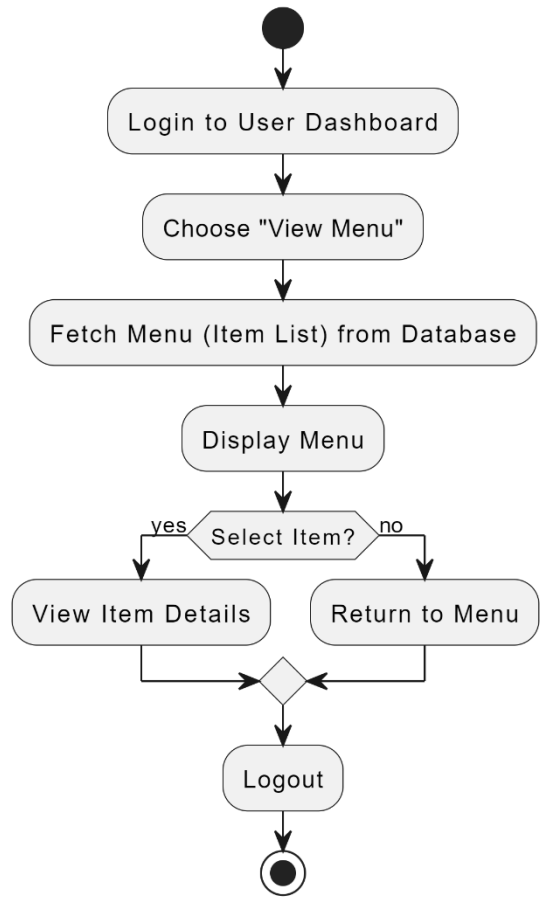 Login to User Dashboard
Choose "View Menu"
Fetch Menu (Item List) from Database
Display Menu
yes
Select Item?
no
View Item Details
Return to Menu
Logout